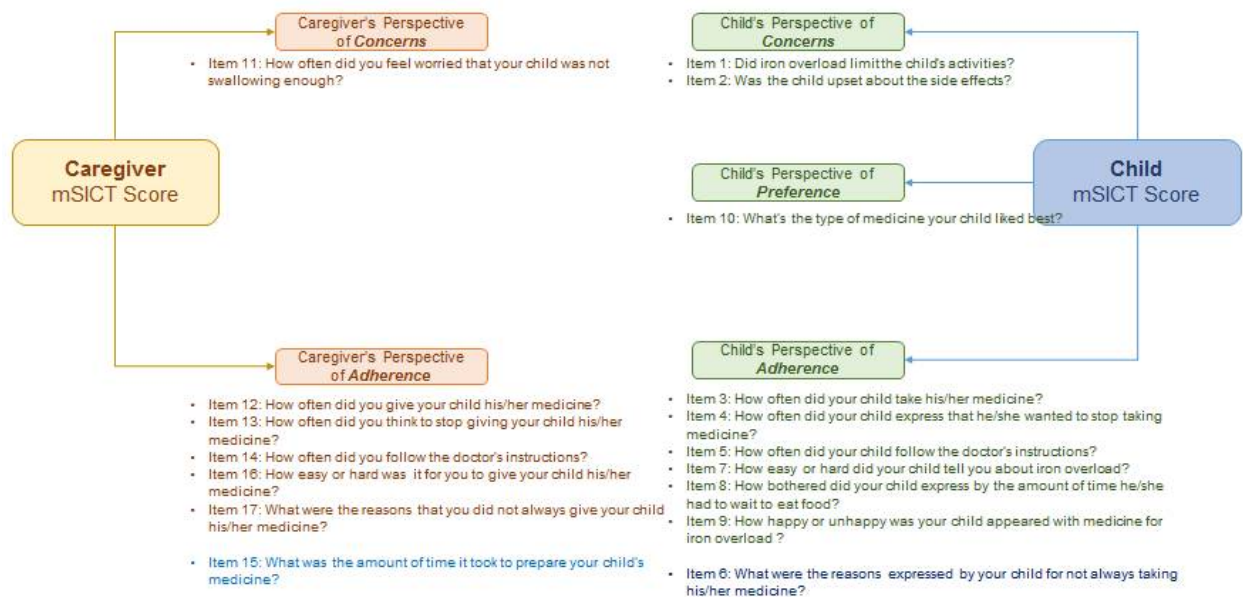 Caregiver's Perspective
of Concerns
• Item 11: How often did you feel worried that your child was not
swallowing enough?
Caregiver
mSICT Score
Caregiver's Perspective
of Adherence
• Item 12: How often did you give your child his/her medicine?
• Item 13: How often did you think to stop giving your child his/her
medicine?
• Item 14: How often did you follow the doctor's instructions?
• Item 16: How easy or hard was it for you to give your child his/her
medicine?
• Item 17: What were the reasons that you did not always give your child
his/her medicine?
• Item 15: What was the amount of time it took to prepare your child's
medicine?
Child's Perspective of
Concerns
• Item 1: Did iron overload limit the child's activities?
• Item 2: Was the child upset about the side effects?
Child's Perspective of
Preference
• Item 10: What's the type of medicine your child liked best?
Child
mSICT Score
Child's Perspective of
Adherence
• Item 3: How often did your child take his/her medicine?
• Item 4: How often did your child express that he/she wanted to stop taking
medicine?
• Item 5: How often did your child follow the doctor's instructions?
• Item 7: How easy or hard did your child tell you about iron overload?
• Item 8: How bothered did your child express by the amount of time he/she
had to wait to eat food?
• Item 9: How happy or unhappy was your child appeared with medicine for
iron overload ?
• Item 6: What were the reasons expressed by your child for not always taking
his/her medicine?